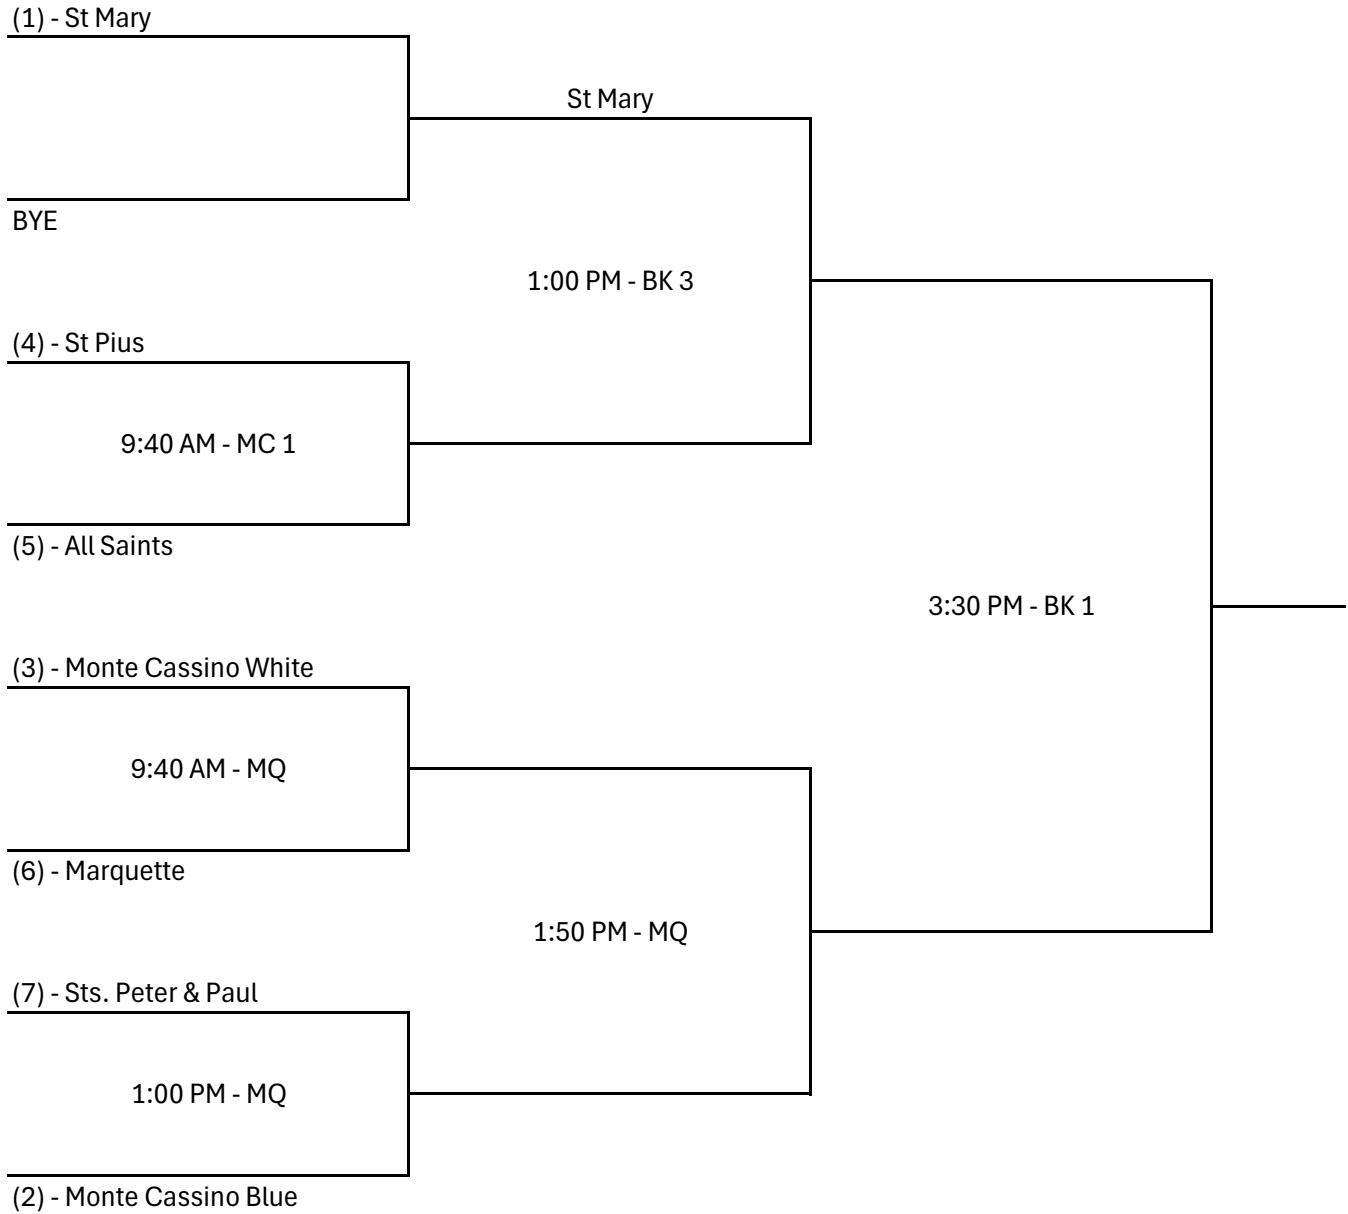 (1) - St Mary
St Mary
BYE
1:00 PM - BK 3
(4) - St Pius
9:40 AM - MC 1
(5) - All Saints
3:30 PM - BK 1
(3) - Monte Cassino White
9:40 AM - MQ
(6) - Marquette
1:50 PM - MQ
(7) - Sts. Peter & Paul
1:00 PM - MQ
(2) - Monte Cassino Blue